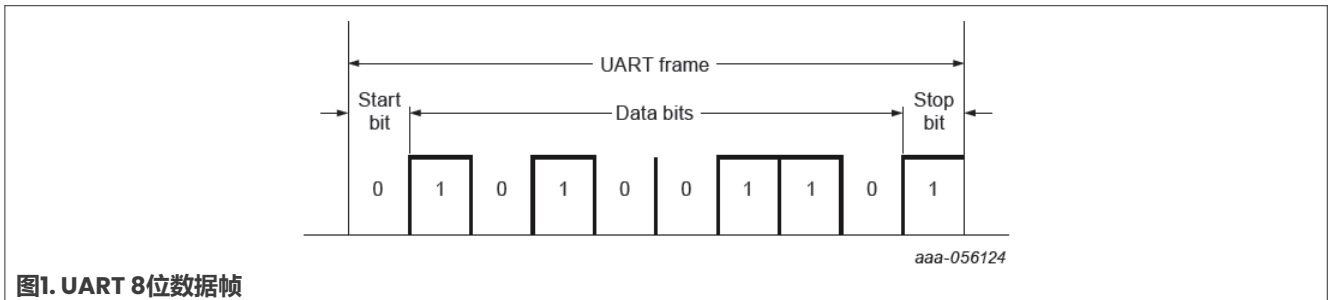 UART frame
Start
bit
Data bits
Stop
bit
0 1 0 1 0 0 1 1 0 1
aaa-056124
图1. UART 8位数据帧